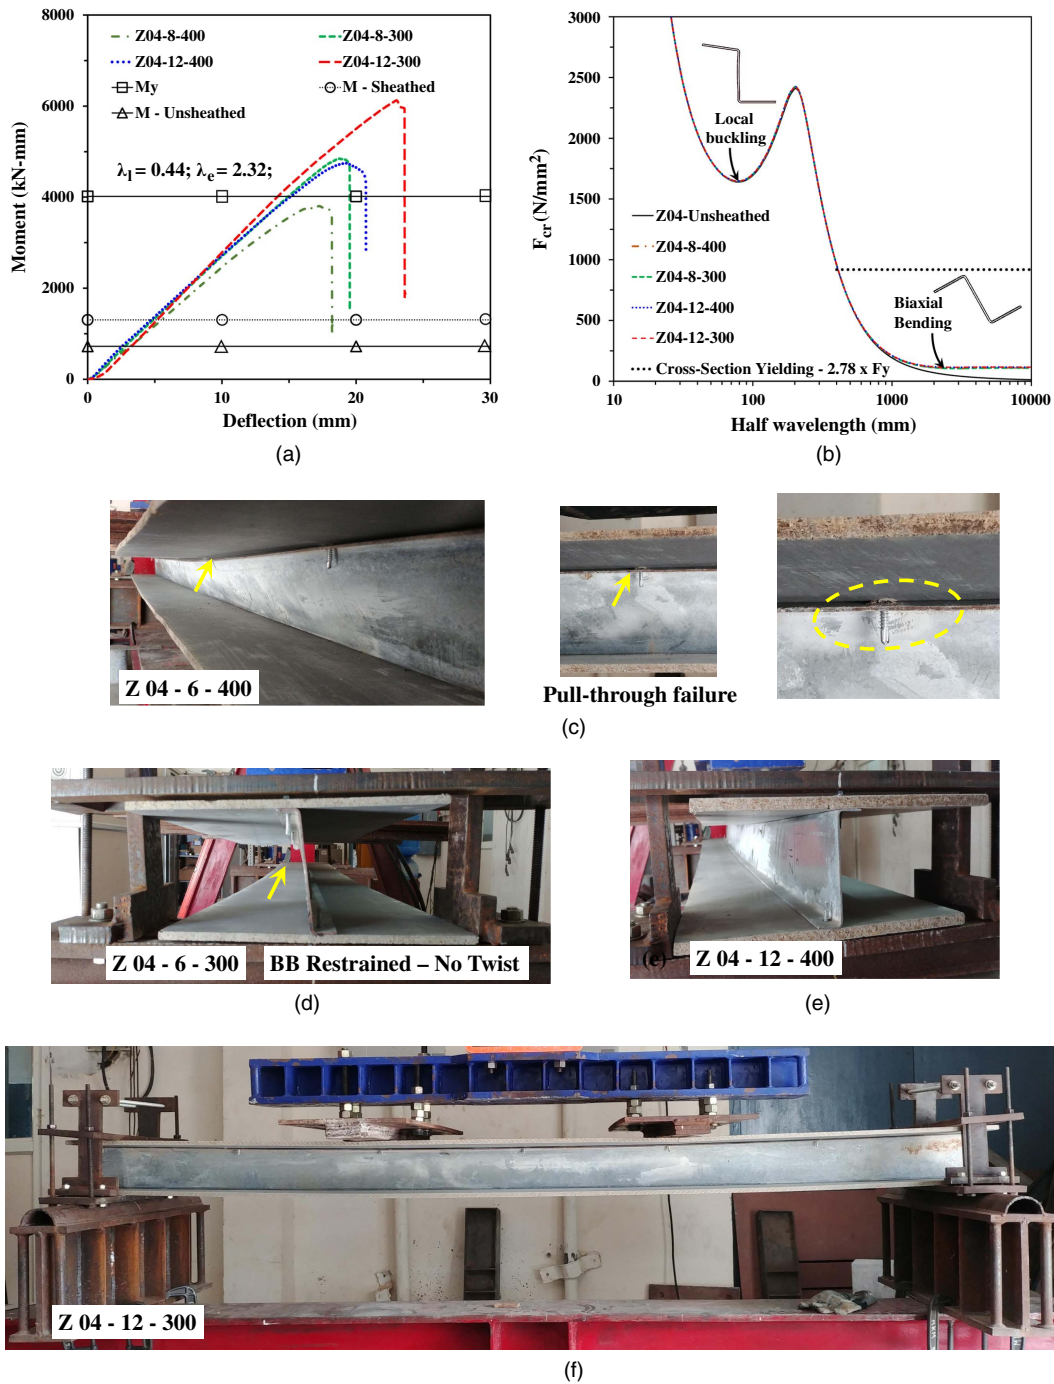 8000
6000
4000
2000
0
Moment (kN-mm)
Z04-8-400
Z04-8-300
Z04-12-400
Z04-12-300
My
M - Sheathed
M - Unsheathed
λl = 0.44; λe = 2.32;
0 10 20 30
Deflection (mm)
(a)
3000
2500
2000
1500
1000
500
0
Fcr (N/mm²)
Local
buckling
Z04-Unsheathed
Z04-8-400
Z04-8-300
Z04-12-400
Z04-12-300
Cross-Section Yielding - 2.78 x Fy
Biaxial
Bending
10 100 1000 10000
Half wavelength (mm)
(b)
Z 04 - 6 - 400
Pull-through failure
(c)
Z 04 - 6 - 300
BB Restrained – No Twist
(d)
(e)
Z 04 - 12 - 400
(e)
Z 04 - 12 - 300
(f)